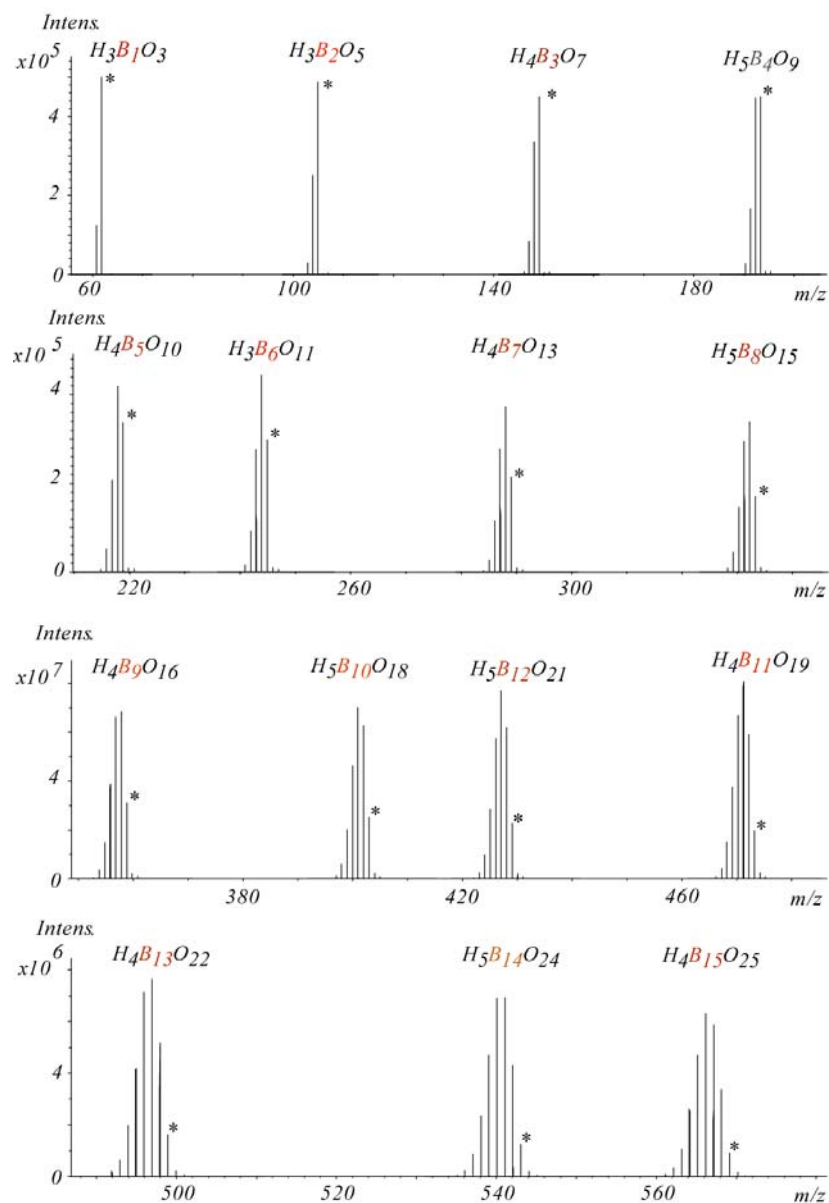 Intens.
x10^5
H3B1O3
H3B2O5
H4B3O7
H5B4O9
*
*
*
*
4
2
0
60
100
140
180
m/z
Intens.
x10^5
H4B5O10
H3B6O11
H4B7O13
H5B8O15
*
*
*
*
4
2
0
220
260
300
m/z
Intens.
x10^7
H4B9O16
H5B10O18
H5B12O21
H4B11O19
*
*
*
*
4
0
380
420
460
m/z
Intens.
x10^6
H4B13O22
H5B14O24
H4B15O25
*
*
*
4
0
500
540
560
m/z